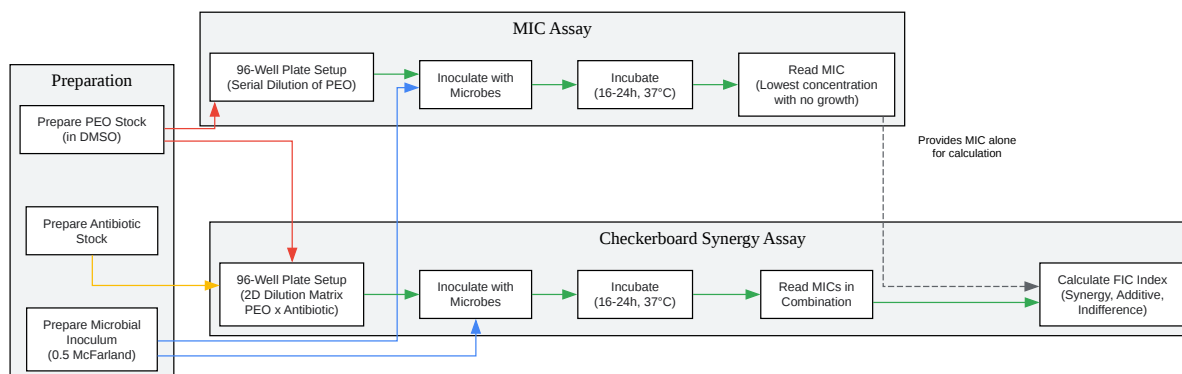 MIC Assay
96-Well Plate Setup
(Serial Dilution of PEO)
Inoculate with
Microbes
Incubate
(16-24h, 37°C)
Read MIC
(Lowest concentration
with no growth)
Preparation
Prepare PEO Stock
(in DMSO)
Provides MIC alone
for calculation
Prepare Antibiotic
Stock
Prepare Microbial
Inoculum
(0.5 McFarland)
Checkerboard Synergy Assay
96-Well Plate Setup
(2D Dilution Matrix
PEO x Antibiotic)
Inoculate with
Microbes
Incubate
(16-24h, 37°C)
Read MICs in
Combination
Calculate FIC Index
(Synergy, Additive,
Indifference)